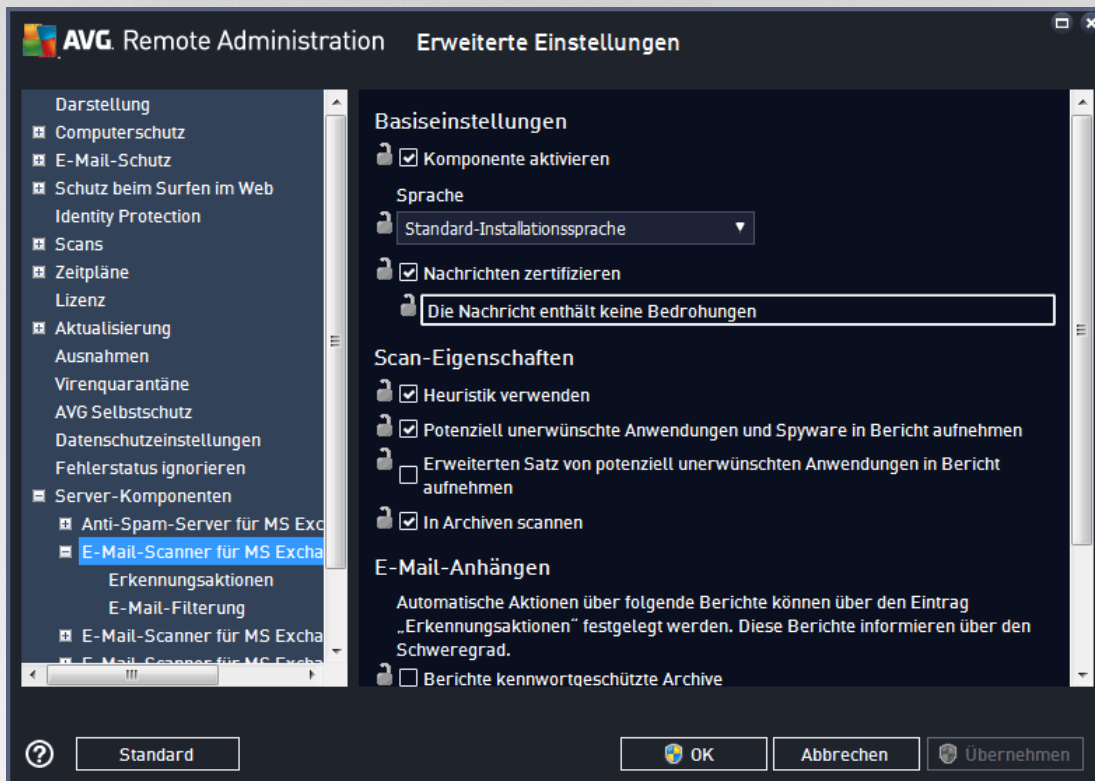 AVG. Remote Administration Erweiterte Einstellungen
Darstellung
Computerschutz
E-Mail-Schutz
Schutz beim Surfen im Web
Identity Protection
Scans
Zeitpläne
Lizenz
Aktualisierung
Ausnahmen
Virenquarantäne
AVG Selbstschutz
Datenschutzeinstellungen
Fehlerstatus ignorieren
Server-Komponenten
Anti-Spam-Server für MS Exc
E-Mail-Scanner für MS Excha
Erkennungsaktionen
E-Mail-Filterung
E-Mail-Scanner für MS Excha
E-Mail-Scanner für MS Excha
Basiseinstellungen
Komponente aktivieren
Sprache
Standard-Installationssprache
Nachrichten zertifizieren
Die Nachricht enthält keine Bedrohungen
Scan-Eigenschaften
Heuristik verwenden
Potenziell unerwünschte Anwendungen und Spyware in Bericht aufnehmen
Erweiterten Satz von potenziell unerwünschten Anwendungen in Bericht
aufnehmen
In Archiven scannen
E-Mail-Anhängen
Automatische Aktionen über folgende Berichte können über den Eintrag
„Erkennungsaktionen“ festgelegt werden. Diese Berichte informieren über den
Schweregrad.
Berichte kennwortgeschützte Archive
Standard
OK
Abbrechen
Übernehmen